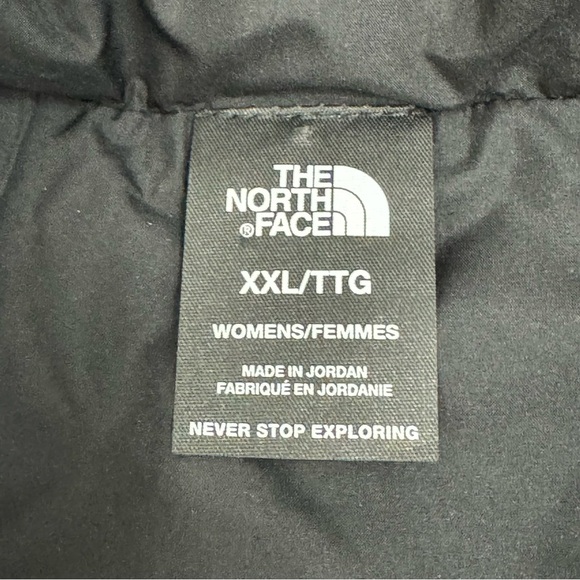 THE
NORTH
® FACE
XXL/TTG
WOMENS/FEMMES
MADE IN JORDAN
FABRIQUÉ EN JORDANIE
NEVER STOP EXPLORING